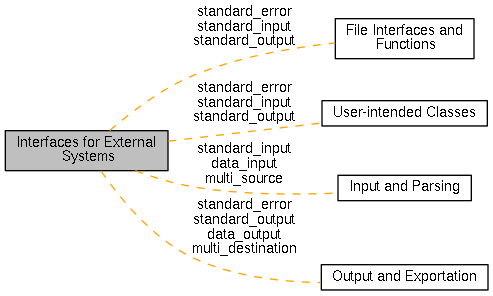 standard_error
standard_input
standard_output
File Interfaces and
Functions
standard_error
standard_input
standard_output
User-intended Classes
Interfaces for External
Systems
standard_input
data_input
multi_source
Input and Parsing
standard_error
standard_output
data_output
multi_destination
Output and Exportation